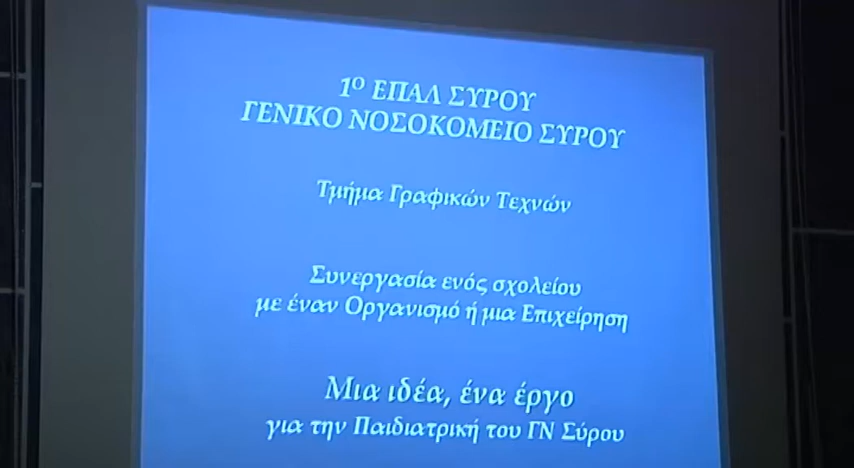 1ο ΕΠΑΛ ΣΥΡΟΥ
ΓΕΝΙΚΟ ΝΟΣΟΚΟΜΕΙΟ ΣΥΡΟΥ
Τμήμα Γραφικών Τεχνών
Συνεργασία ενός σχολείου
με έναν Οργανισμό ή μια Επιχείρηση
Μια ιδέα, ένα έργο
για την Παιδιατρική του ΓΝ Σύρου